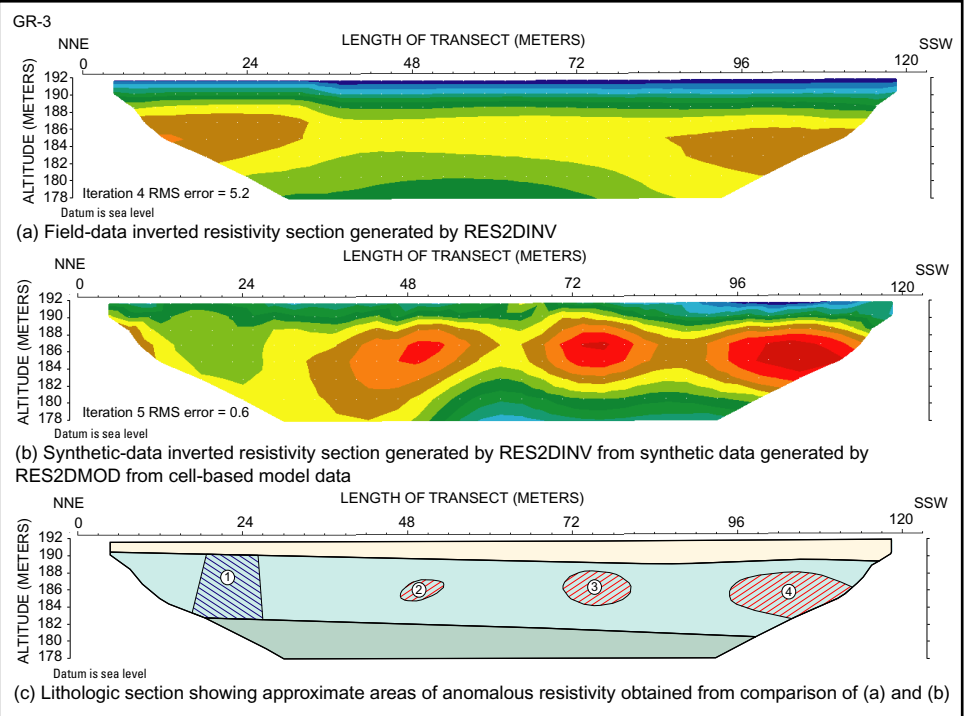 GR-3
LENGTH OF TRANSECT (METERS)
NNE SSW
0 24 48 72 96 120
ALTITUDE (METERS)
192
190
188
186
184
182
180
178
Iteration 4 RMS error = 5.2
Datum is sea level
(a) Field-data inverted resistivity section generated by RES2DINV
LENGTH OF TRANSECT (METERS)
NNE SSW
0 24 48 72 96 120
ALTITUDE (METERS)
192
190
188
186
184
182
180
178
Iteration 5 RMS error = 0.6
Datum is sea level
(b) Synthetic-data inverted resistivity section generated by RES2DINV from synthetic data generated by
RES2DMOD from cell-based model data
LENGTH OF TRANSECT (METERS)
NNE SSW
0 24 48 72 96 120
ALTITUDE (METERS)
192
190
188
186
184
182
180
178
1 2 3 4
Datum is sea level
(c) Lithologic section showing approximate areas of anomalous resistivity obtained from comparison of (a) and (b)